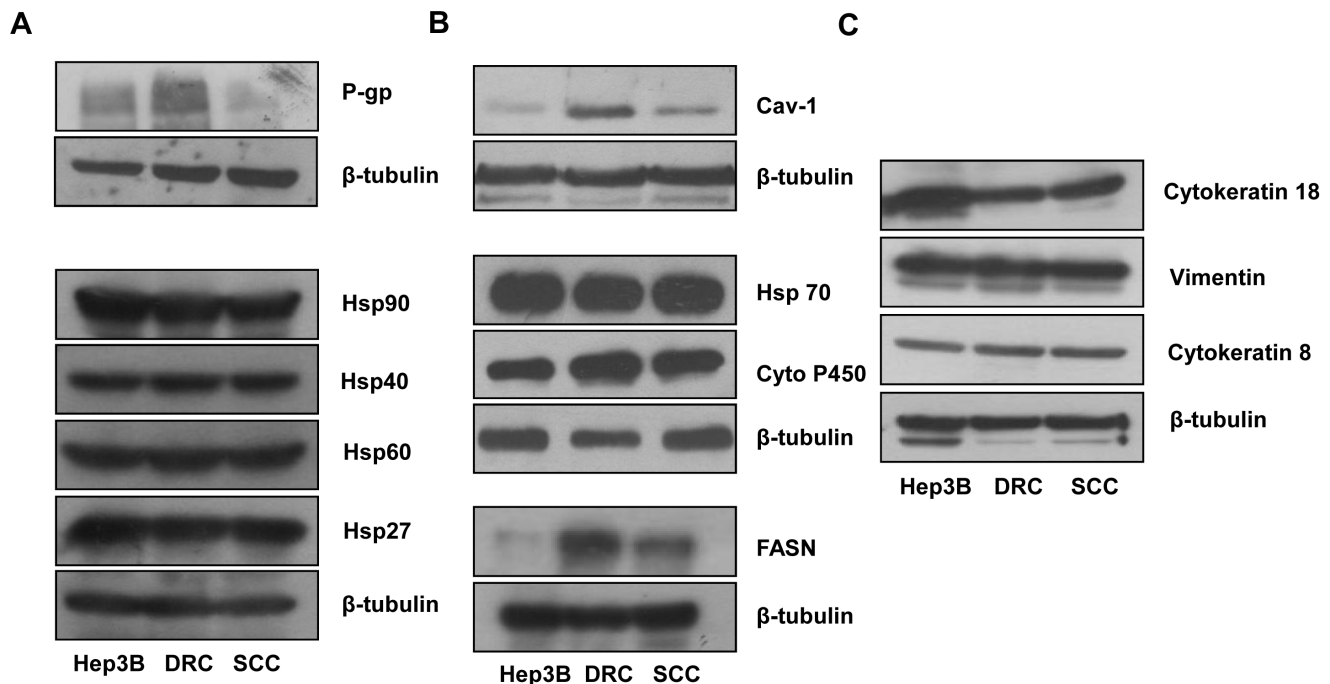 A
P-gp
β-tubulin
Hsp90
Hsp40
Hsp60
Hsp27
β-tubulin
Hep3B DRC SCC
B
Cav-1
β-tubulin
Hsp 70
Cyto P450
β-tubulin
FASN
β-tubulin
Hep3B DRC SCC
C
Cytokeratin 18
Vimentin
Cytokeratin 8
β-tubulin
Hep3B DRC SCC